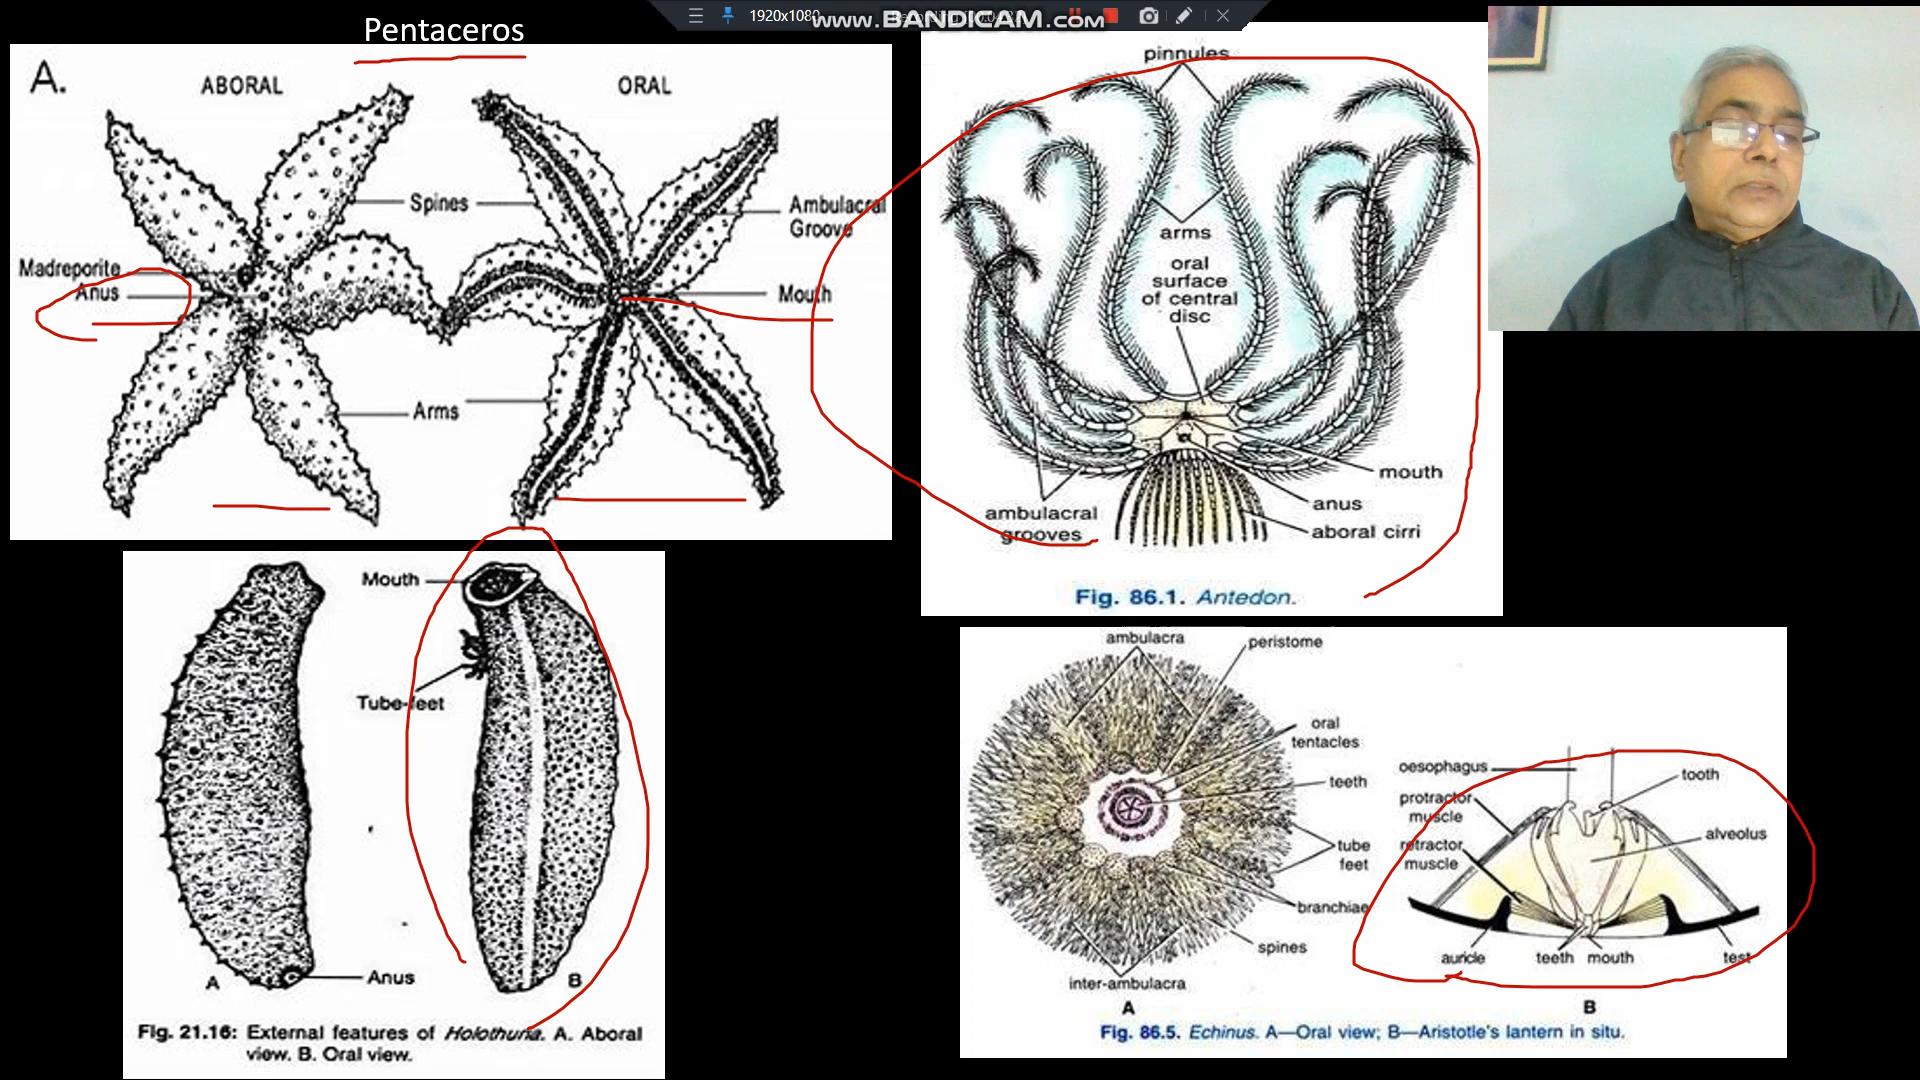 1920x1080
www.BANDICAM.com
Pentaceros
A.
ABORAL
ORAL
Spines
Ambulacral
Groove
Madreporite
Anus
Mouth
Arms
pinnules
arms
oral
surface
of central
disc
mouth
anus
ambulacral
grooves
aboral cirri
Fig. 86.1. Antedon.
Mouth
Tube-feet
Anus
A
B
Fig. 21.16: External features of Holothuria. A. Aboral
view. B. Oral view.
ambulacra
peristome
oral
tentacles
teeth
tube
feet
branchiae
spines
inter-ambulacra
A
oesophagus
tooth
protractor
muscle
alveolus
retractor
muscle
auricle
teeth
mouth
test
B
Fig. 86.5. Echinus. A—Oral view; B—Aristotle's lantern in situ.